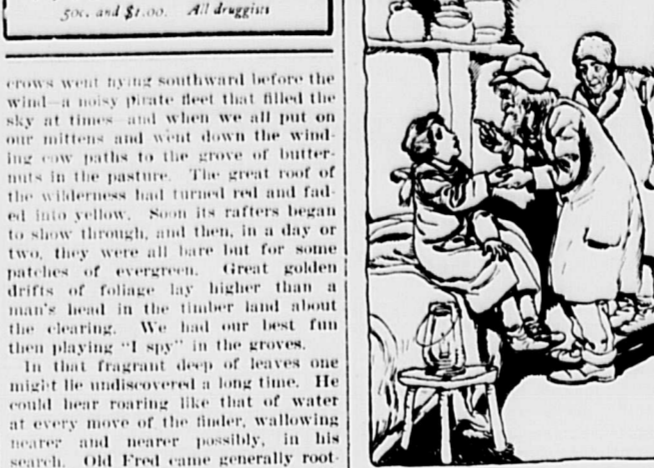 50c. and $1.00. All druggists
crows went flying southward before the
wind—a noisy pirate fleet that filled the
sky at times—and when we all put on
our mittens and went down the wind-
ing cow paths to the grove of butter-
nuts in the pasture. The great roof of
the wilderness had turned red and fad-
ed into yellow. Soon its rafters began
to show through, and then, in a day or
two, they were all bare but for some
patches of evergreen. Great golden
drifts of foliage lay higher than a
man's head in the timber land about
the clearing. We had our best fun
then playing "I spy" in the groves.
In that fragrant deep of leaves one
might lie undiscovered a long time. He
could hear roaring like that of water
at every move of the finder, wallowing
nearer and nearer possibly, in his
search. Old Fred came generally root-